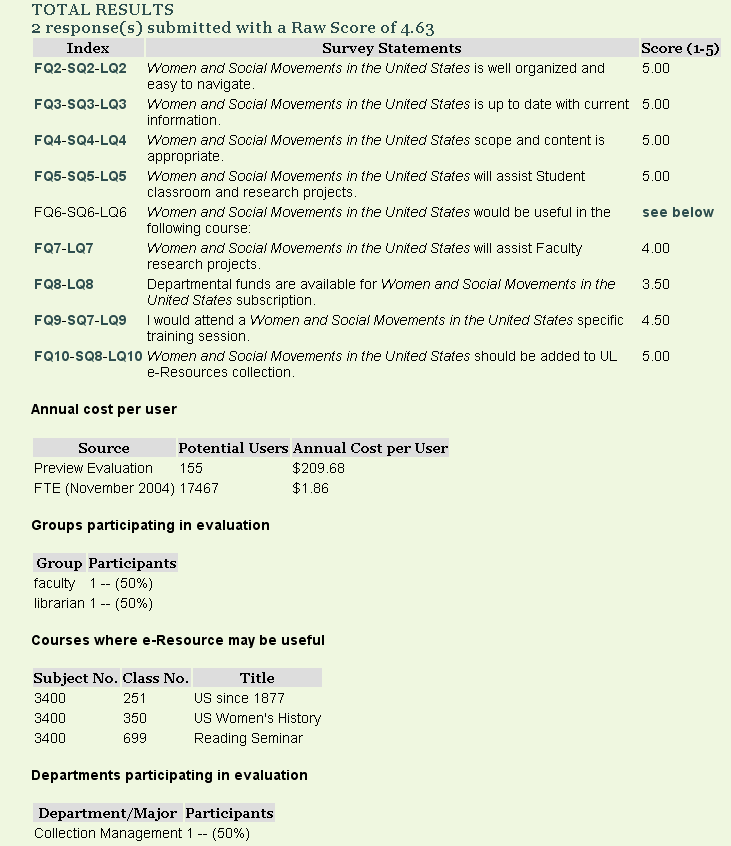 TOTAL RESULTS
2 response(s) submitted with a Raw Score of 4.63
Index Survey Statements Score (1-5)
FQ2-SQ2-LQ2 Women and Social Movements in the United States is well organized and 5.00
easy to navigate.
FQ3-SQ3-LQ3 Women and Social Movements in the United States is up to date with current 5.00
information.
FQ4-SQ4-LQ4 Women and Social Movements in the United States scope and content is 5.00
appropriate.
FQ5-SQ5-LQ5 Women and Social Movements in the United States will assist Student 5.00
classroom and research projects.
FQ6-SQ6-LQ6 Women and Social Movements in the United States would be useful in the see below
following course:
FQ7-LQ7 Women and Social Movements in the United States will assist Faculty 4.00
research projects.
FQ8-LQ8 Departmental funds are available for Women and Social Movements in the 3.50
United States subscription.
FQ9-SQ7-LQ9 I would attend a Women and Social Movements in the United States specific 4.50
training session.
FQ10-SQ8-LQ10 Women and Social Movements in the United States should be added to UL 5.00
e-Resources collection.
Annual cost per user
Source Potential Users Annual Cost per User
Preview Evaluation 155 $209.68
FTE (November 2004) 17467 $1.86
Groups participating in evaluation
Group Participants
faculty 1 -- (50%)
librarian 1 -- (50%)
Courses where e-Resource may be useful
Subject No. Class No. Title
3400 251 US since 1877
3400 350 US Women's History
3400 699 Reading Seminar
Departments participating in evaluation
Department/Major Participants
Collection Management 1 -- (50%)